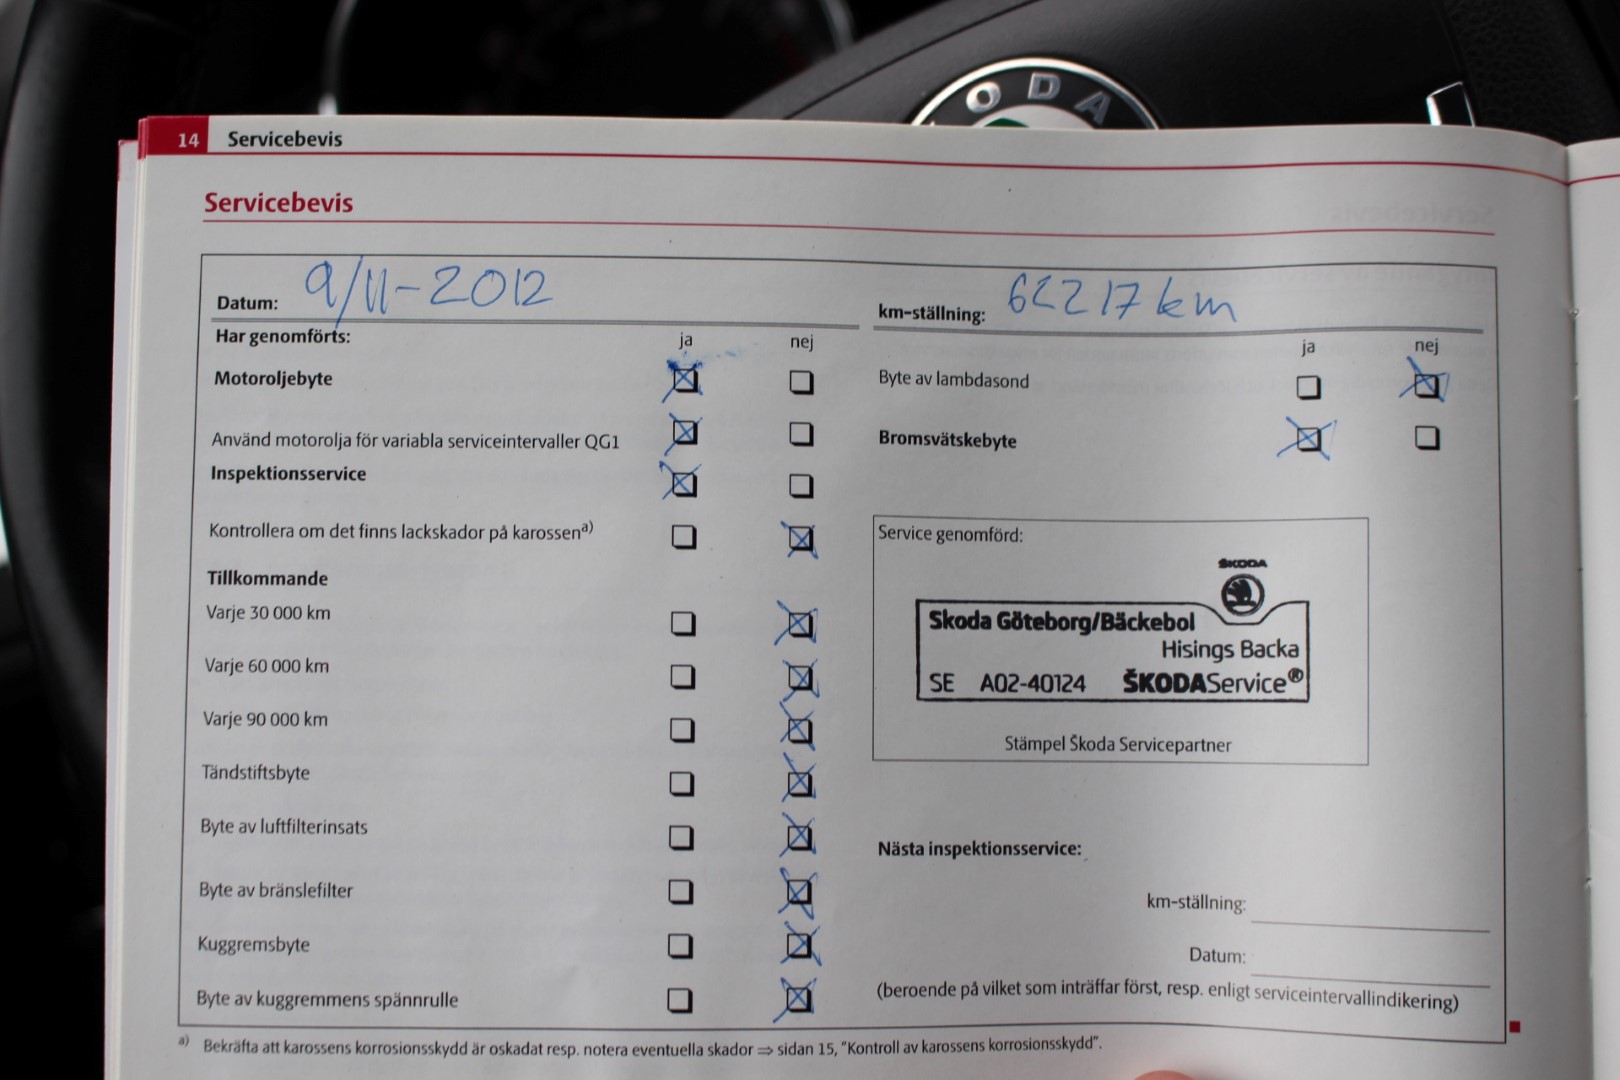 ODA
14 Servicebevis
Servicebevis
Datum: 9/11-2012
km-ställning: 62217 km
Har genomförts: ja nej
Motoroljebyte
Använd motorolja för variabla serviceintervaller QG1
Inspektionsservice
Kontrollera om det finns lackskador på karossen a)
Tillkommande
Varje 30 000 km
Varje 60 000 km
Varje 90 000 km
Tändstiftsbyte
Byte av luftfilterinsats
Byte av bränslefilter
Kuggremsbyte
Byte av kuggremmens spännrulle
ja nej
Byte av lambdasond
Bromsvätskebyte
Service genomförd:
ŠKODA
Skoda Göteborg/Bäckebol
Hisings Backa
SE A02-40124 ŠKODAService®
Stämpel Škoda Servicepartner
Nästa inspektionsservice:
km-ställning:
Datum:
(beroende på vilket som inträffar först, resp. enligt serviceintervallindikering)
a) Bekräfta att karossens korrosionsskydd är oskadat resp. notera eventuella skador ⇒ sidan 15, "Kontroll av karossens korrosionsskydd".